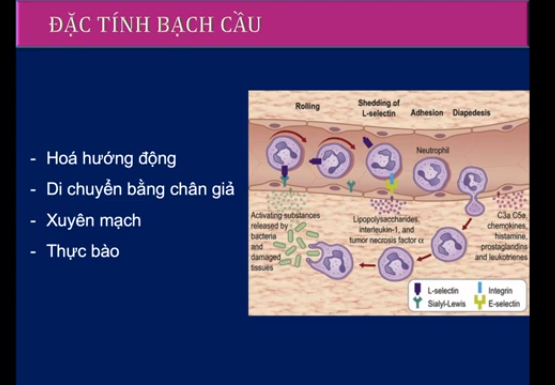 ĐẶC TÍNH BẠCH CẦU
- Hoá hướng động
- Di chuyển bằng chân giả
- Xuyên mạch
- Thực bào
Rolling
Shedding of
L-selectin
Adhesion
Diapedesis
Neutrophil
Activating substances
released by
bacteria
and
damaged
tissues
Lipopolysaccharides,
interleukin-1, and
tumor necrosis factor α
C3a C5a,
chemokines,
histamine,
prostaglandins
and leukotrienes
L-selectin
Integrin
Sialyl-Lewis
E-selectin